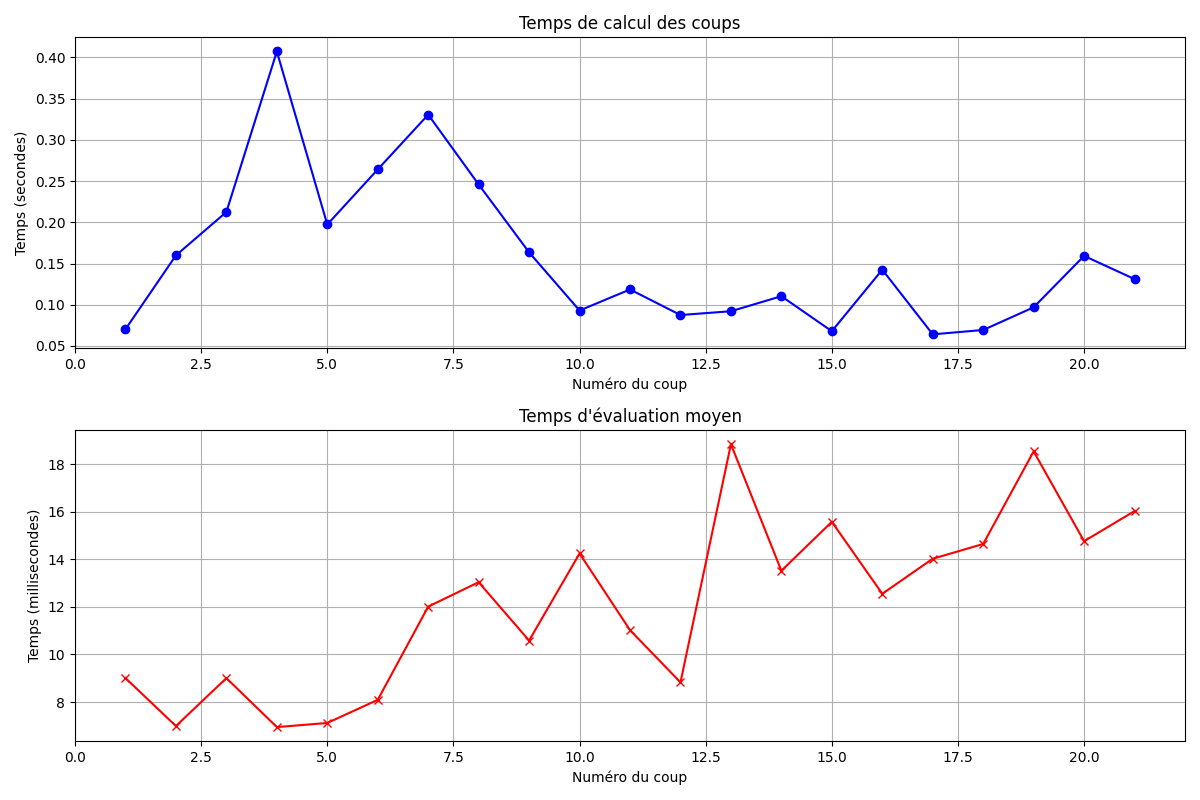 Temps de calcul des coups
0.40
0.35
0.30
0.25
0.20
0.15
0.10
0.05
Temps (secondes)
0.0 2.5 5.0 7.5 10.0 12.5 15.0 17.5 20.0
Numéro du coup
Temps d'évaluation moyen
18
16
14
12
10
8
Temps (millisecondes)
0.0 2.5 5.0 7.5 10.0 12.5 15.0 17.5 20.0
Numéro du coup